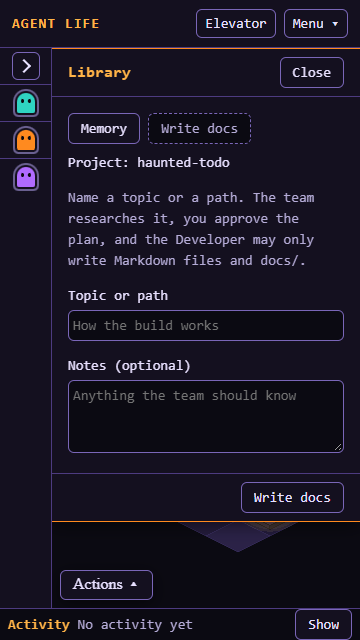 AGENT LIFE
Elevator
Menu ▾
Library
Close
Memory
Write docs
Project: haunted-todo
Name a topic or a path. The team
researches it, you approve the
plan, and the Developer may only
write Markdown files and docs/.
Topic or path
How the build works
Notes (optional)
Anything the team should know
Write docs
Actions ▴
Activity No activity yet
Show